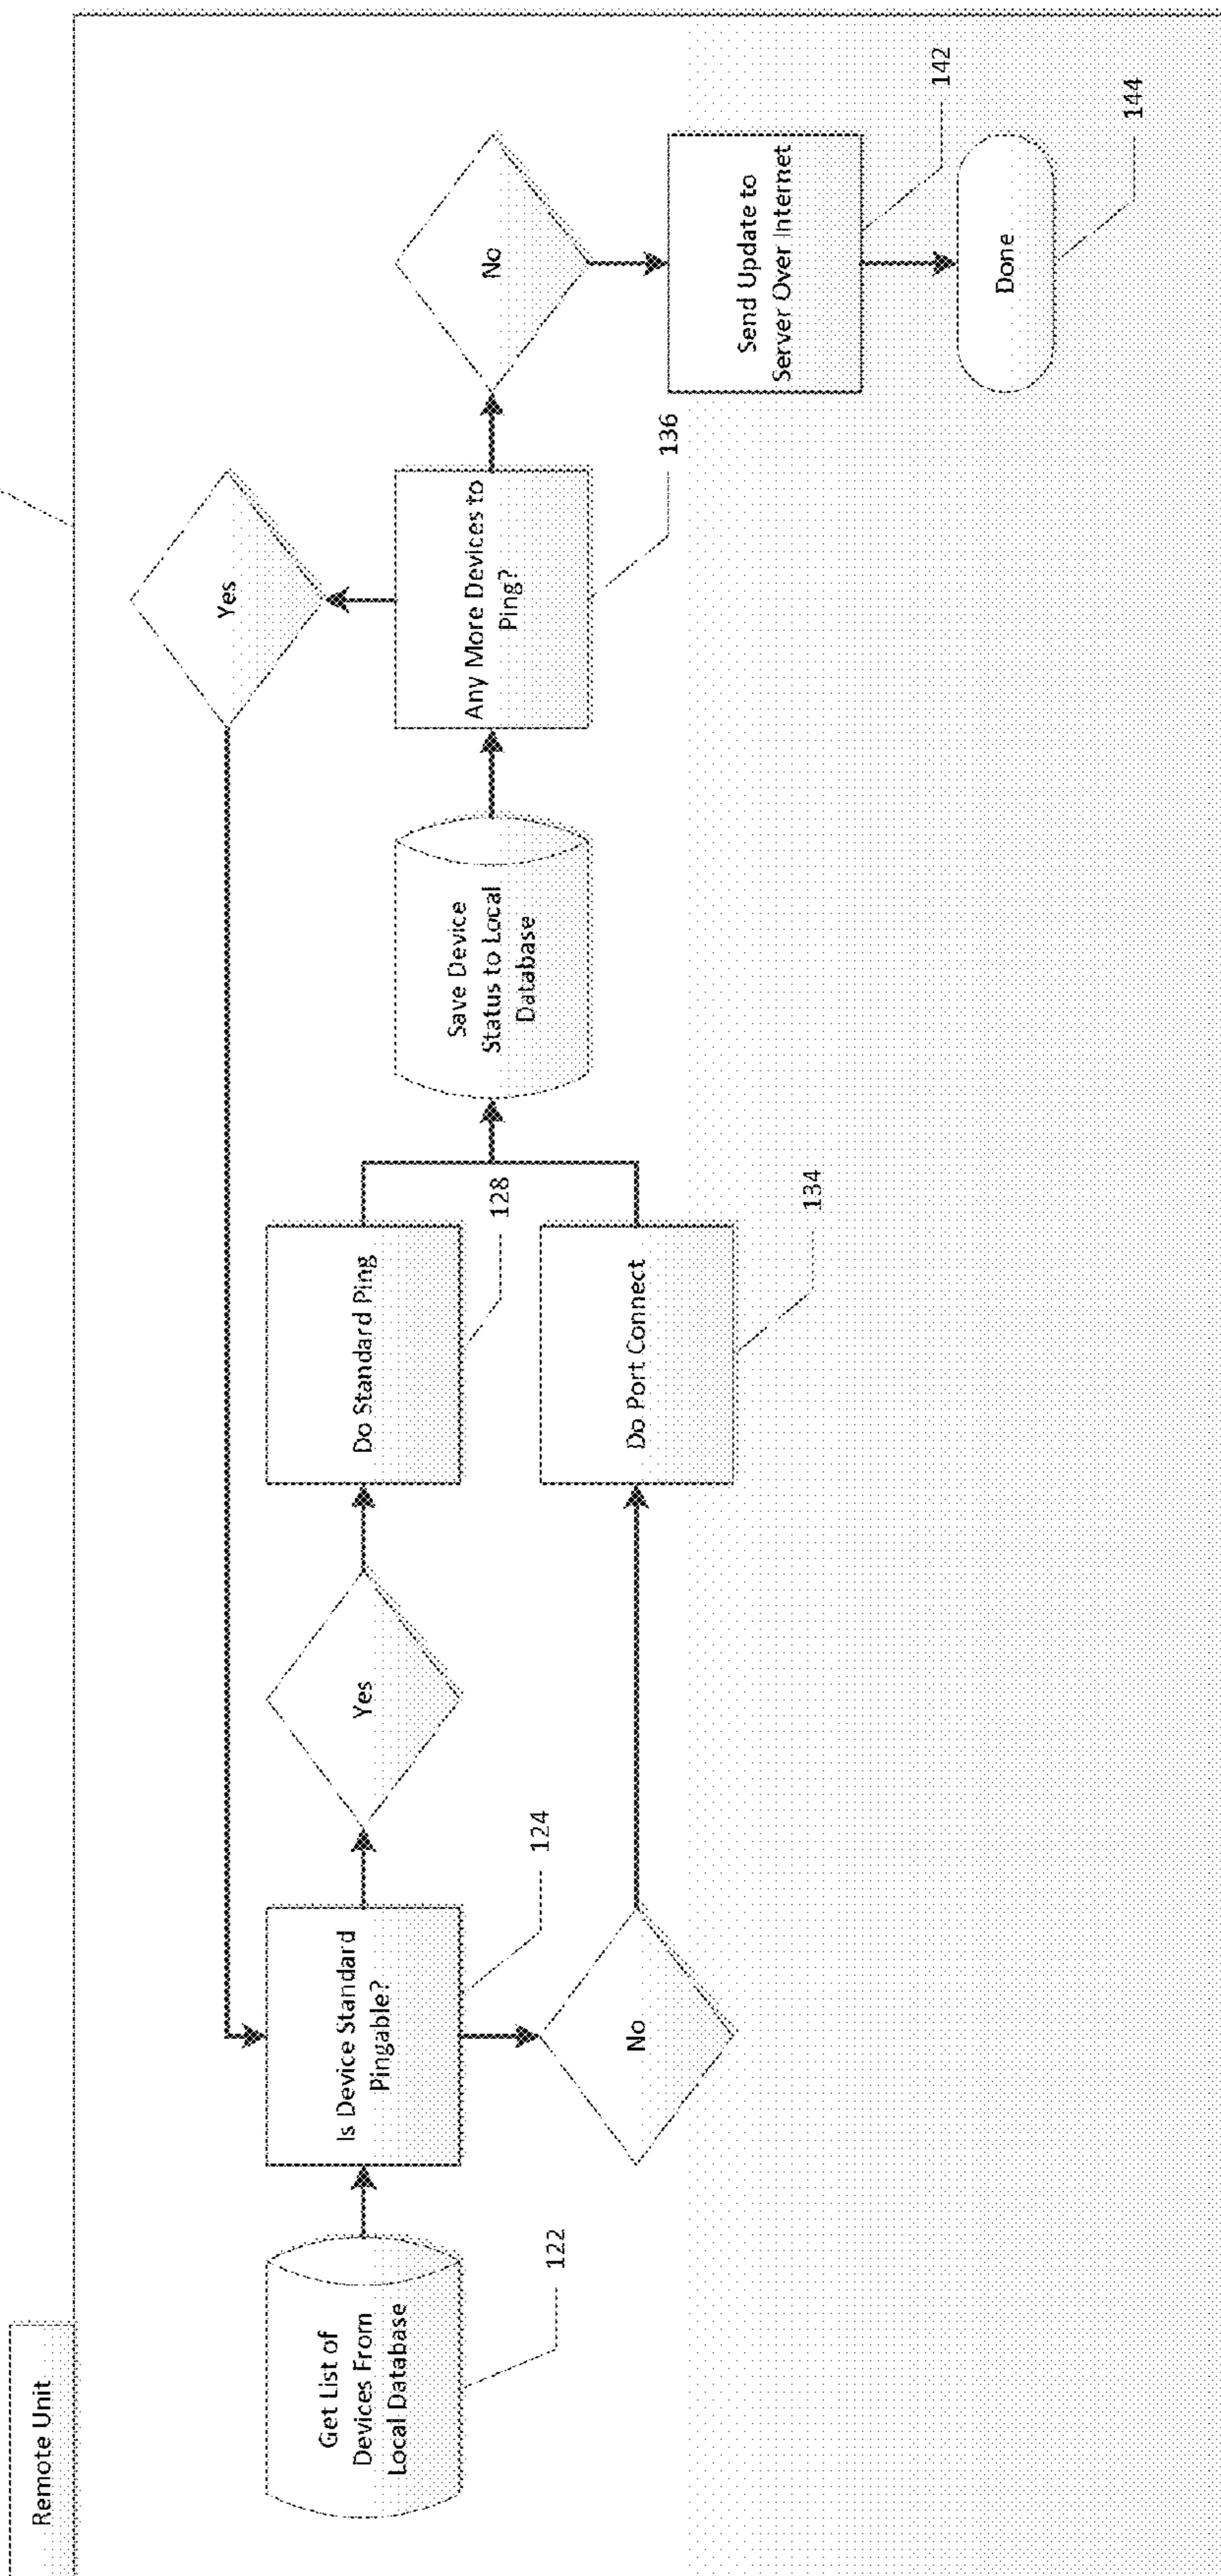 Remote Unit
Get List of
Devices From
Local Database
122
Is Device Standard
Pingable?
124
Yes
No
Do Standard Ping
128
Do Port Connect
134
Save Device
Status to Local
Database
Any More Devices to
Ping?
136
Yes
No
Send Update to
Server Over Internet
142
Done
144